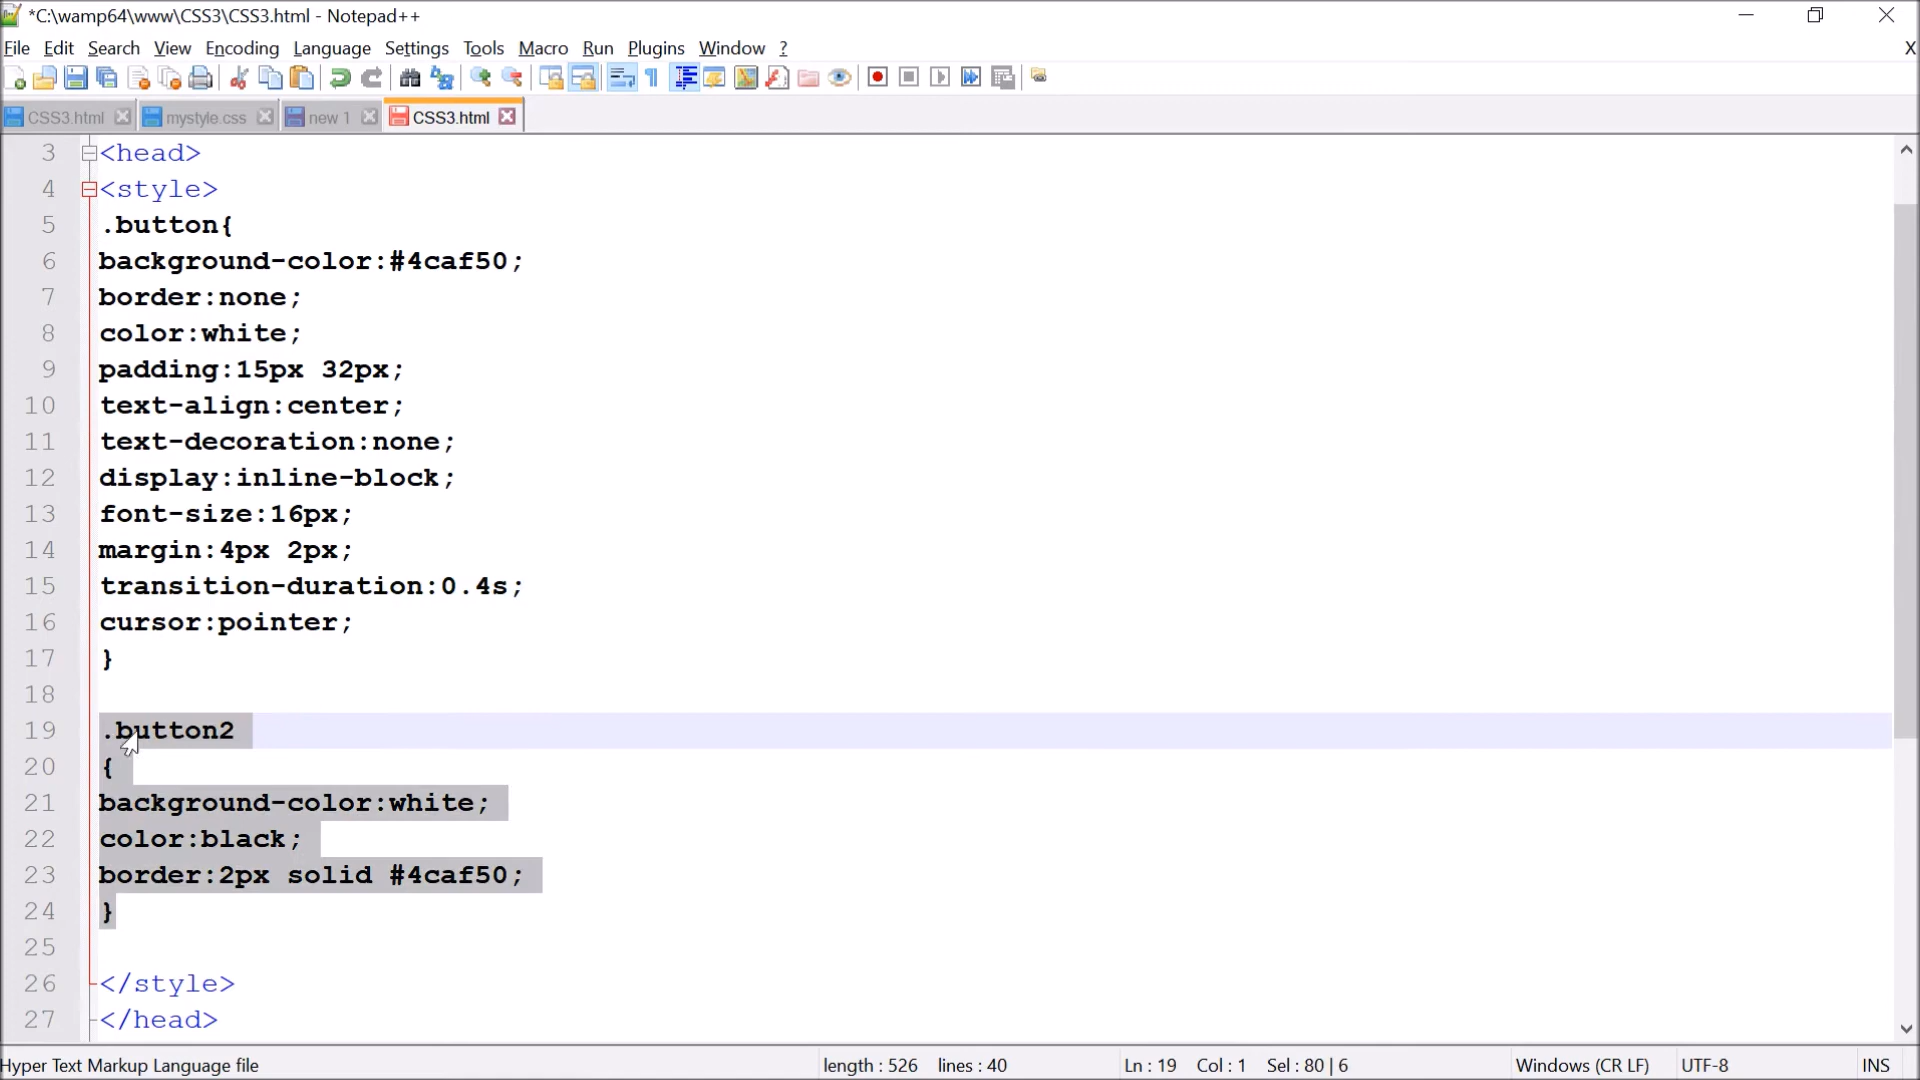 *C:\wamp64\www\CSS3\CSS3.html - Notepad++
File Edit Search View Encoding Language Settings Tools Macro Run Plugins Window ? X
CSS3.html mystyle.css new 1 CSS3.html
3 <head>
4 <style>
5 .button{
6 background-color:#4caf50;
7 border:none;
8 color:white;
9 padding:15px 32px;
10 text-align:center;
11 text-decoration:none;
12 display:inline-block;
13 font-size:16px;
14 margin:4px 2px;
15 transition-duration:0.4s;
16 cursor:pointer;
17 }
18
19 .button2
20 {
21 background-color:white;
22 color:black;
23 border:2px solid #4caf50;
24 }
25
26 </style>
27 </head>
Hyper Text Markup Language file length : 526 lines : 40 Ln : 19 Col : 1 Sel : 80 | 6 Windows (CR LF) UTF-8 INS